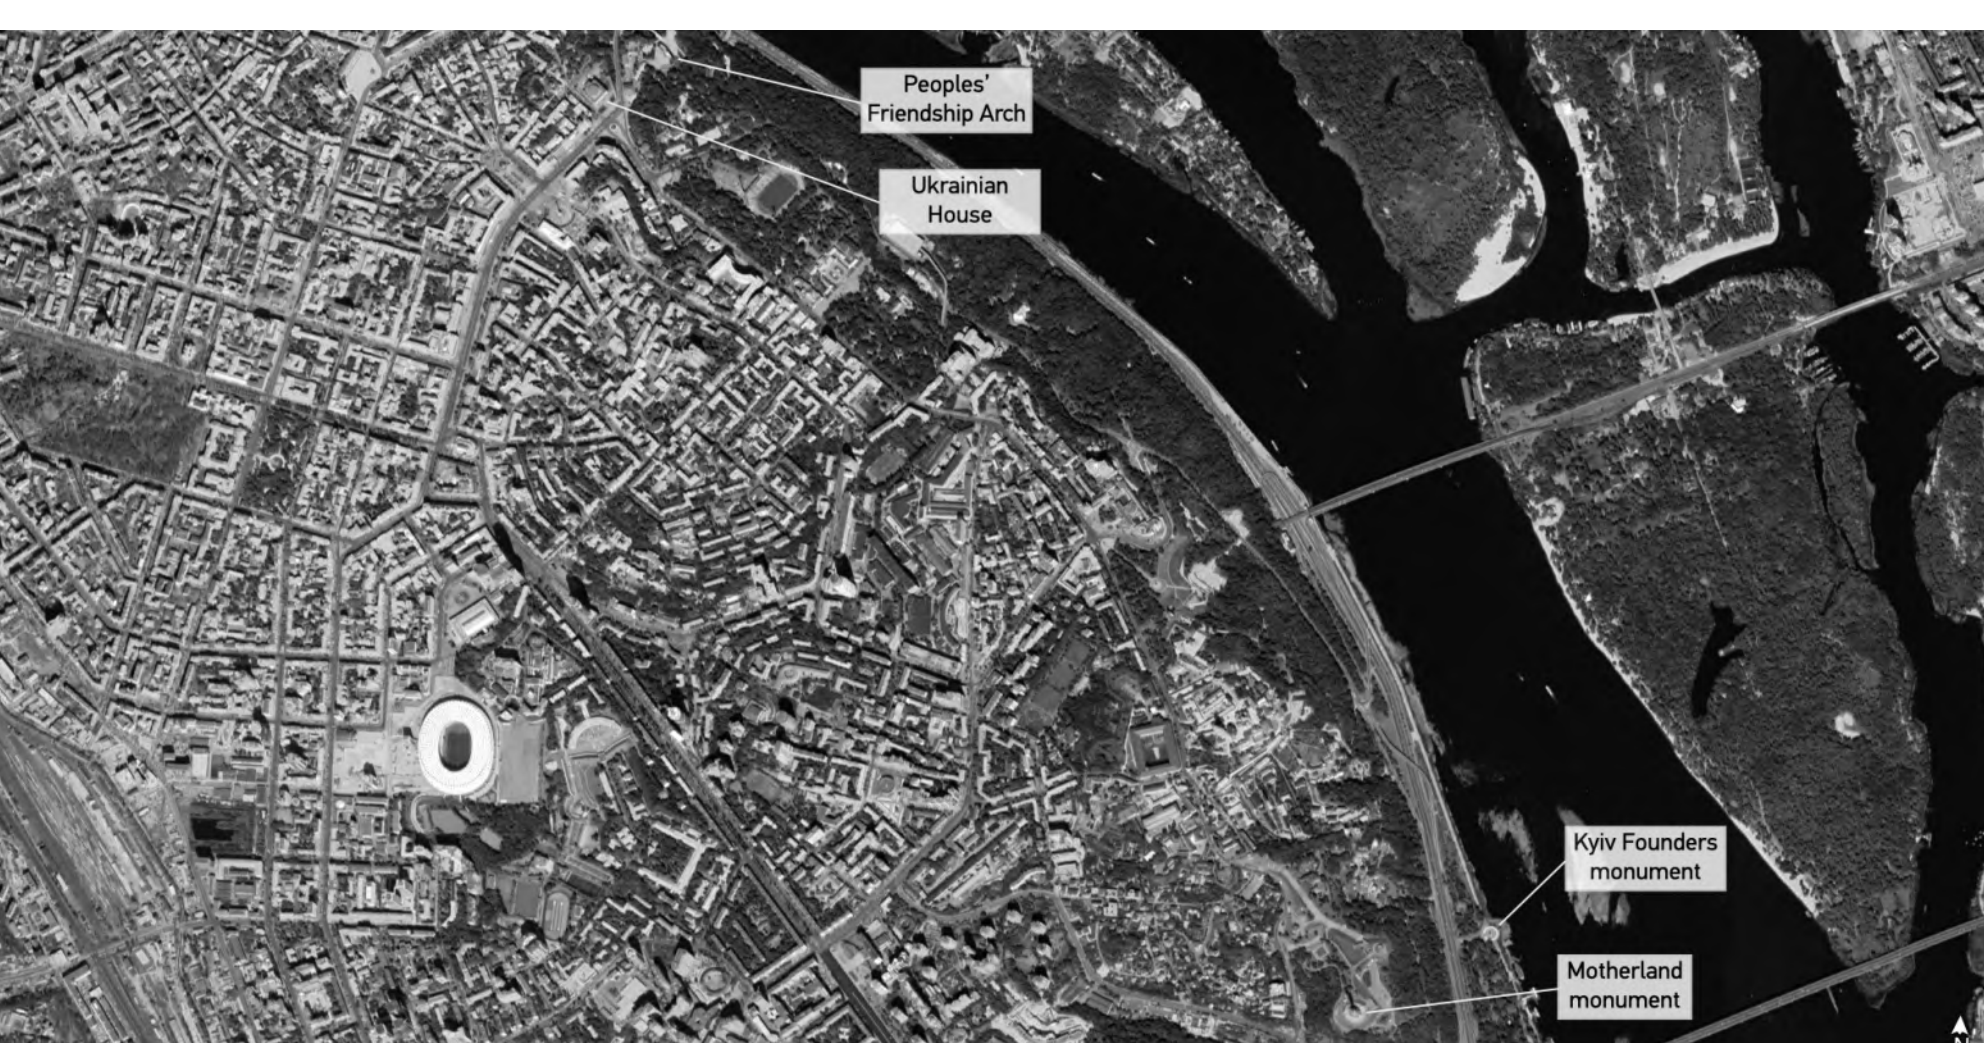 Peoples’
Friendship Arch
Ukrainian
House
Kyiv Founders
monument
Motherland
monument
N